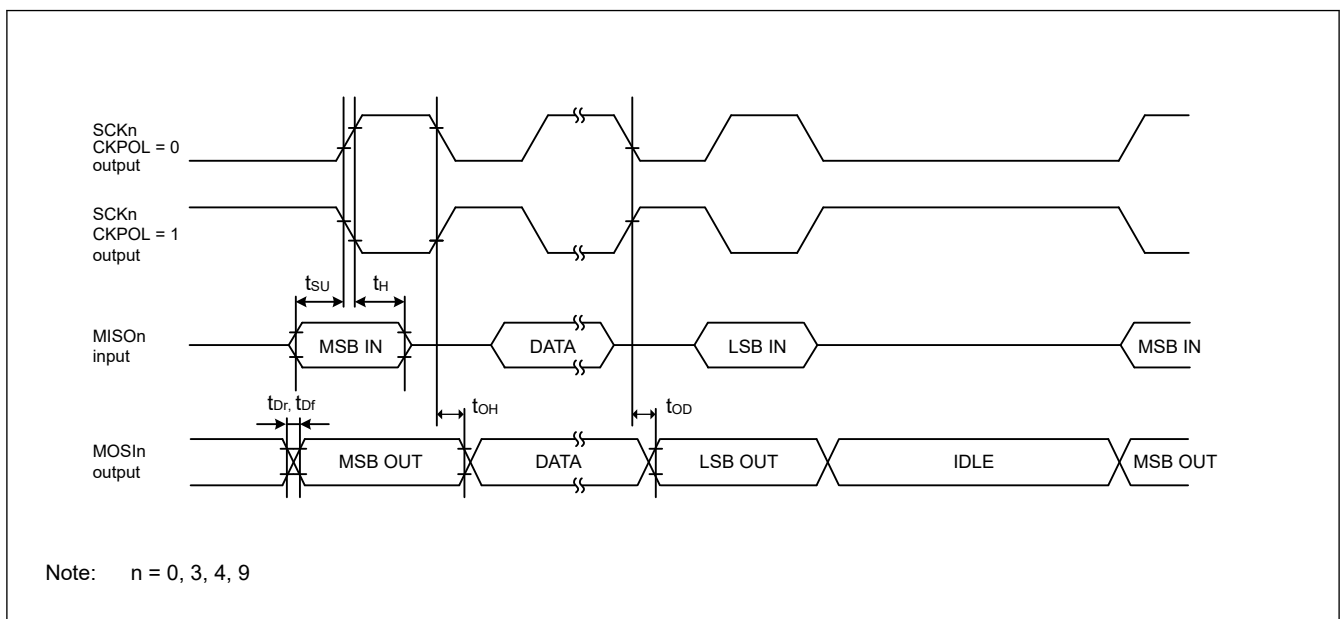 SCKn
CKPOL = 0
output
SCKn
CKPOL = 1
output
tSU
tH
MISOn
input
MSB IN
DATA
LSB IN
MSB IN
tDr, tDf
tOH
tOD
MOSIn
output
MSB OUT
DATA
LSB OUT
IDLE
MSB OUT
Note: n = 0, 3, 4, 9